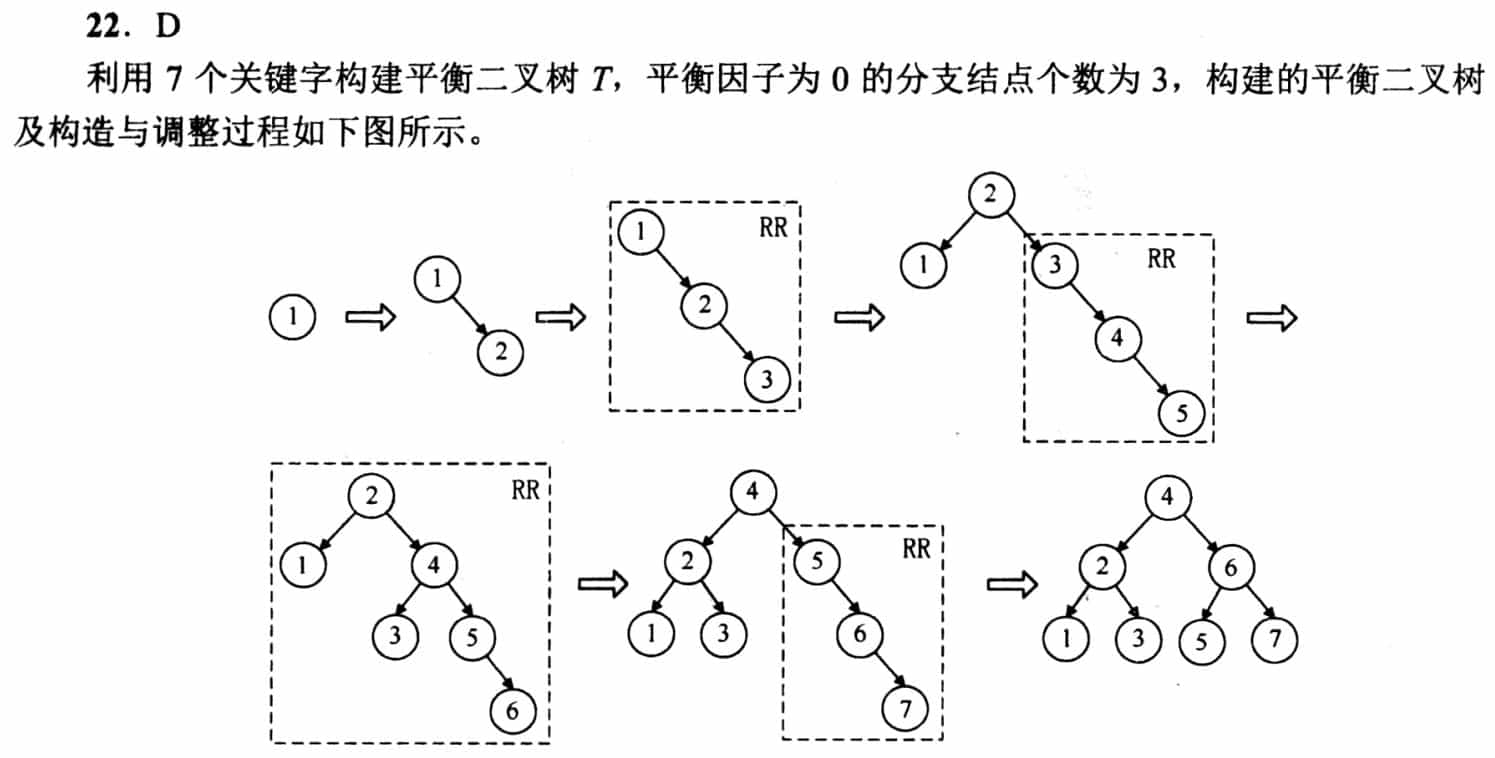 22. D
利用 7 个关键字构建平衡二叉树 T，平衡因子为 0 的分支结点个数为 3，构建的平衡二叉树
及构造与调整过程如下图所示。
2
1 RR
1 3 RR
1
1 2 4
2
3 5
2 RR 4 4
1 4 2 5 RR 2 6
3 5 1 3 6 1 3 5 7
6 7